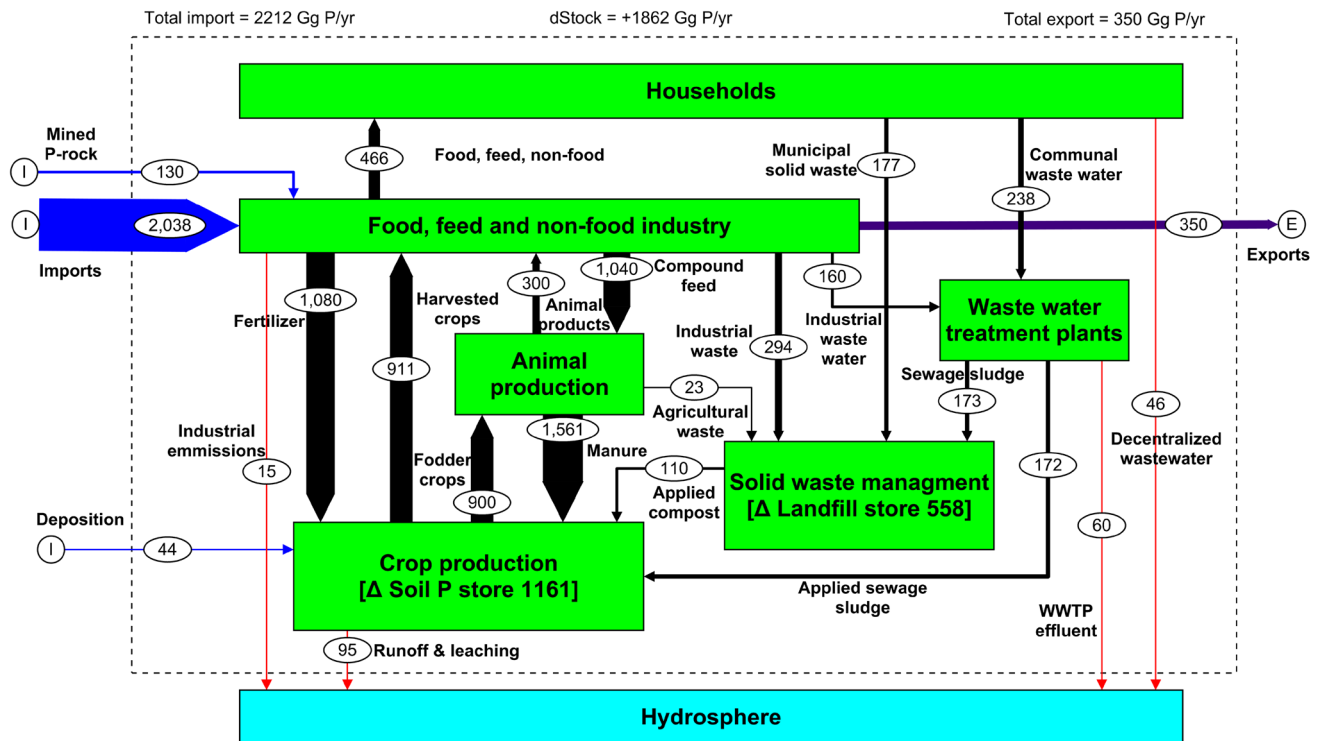 Total import = 2212 Gg P/yr
dStock = +1862 Gg P/yr
Total export = 350 Gg P/yr
Households
Mined
P-rock
I
130
466
Food, feed, non-food
Municipal
solid waste
177
Communal
waste water
238
I
2,038
Imports
Food, feed and non-food industry
350
E
Exports
1,080
Fertilizer
Harvested
crops
911
300
Animal
products
1,040
Compound
feed
Industrial
waste
294
160
Industrial
waste
water
Waste water
treatment plants
Animal
production
23
Agricultural
waste
Sewage sludge
173
46
Decentralized
wastewater
Industrial
emmissions
15
Fodder
crops
900
1,561
Manure
110
Applied
compost
Solid waste managment
[Δ Landfill store 558]
172
60
Deposition
I
44
Crop production
[Δ Soil P store 1161]
Applied sewage
sludge
WWTP
effluent
95
Runoff & leaching
Hydrosphere